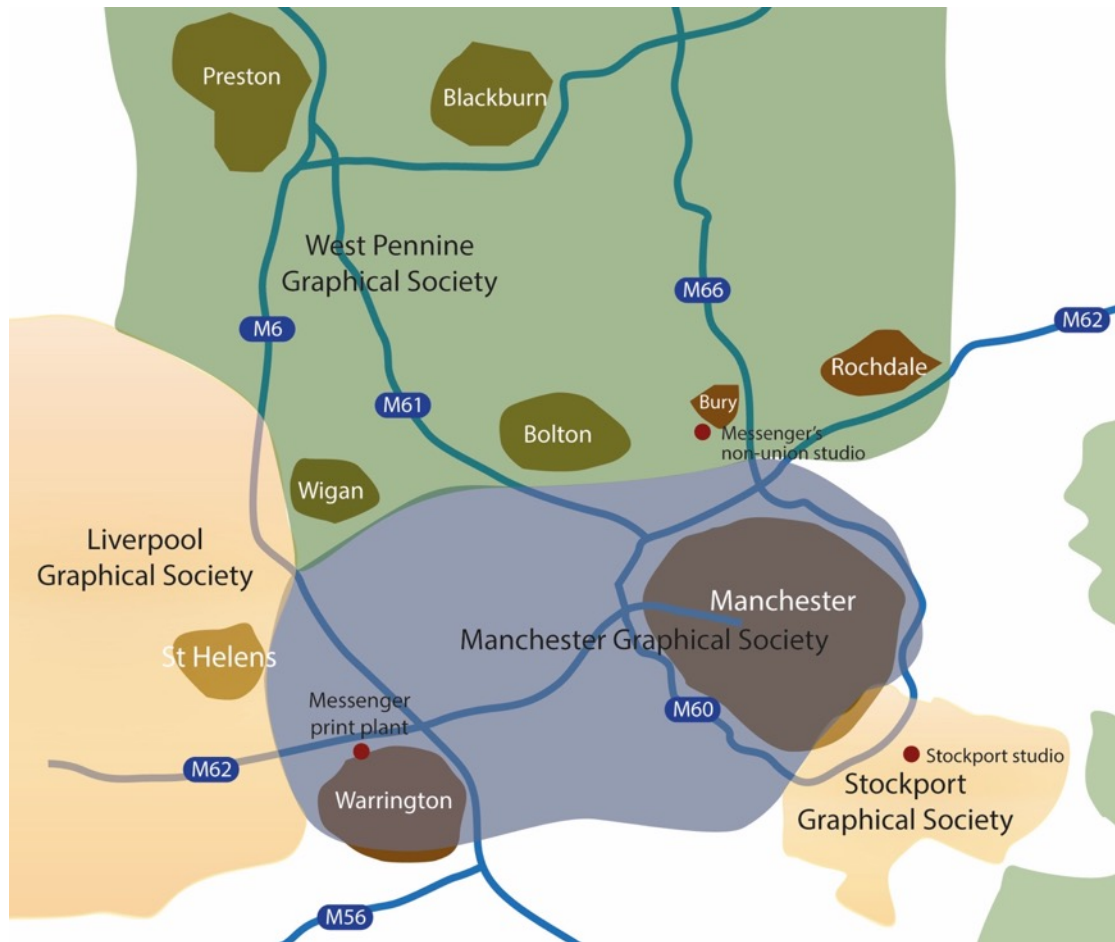 Preston
Blackburn
West Pennine
Graphical Society
M6
M66
M62
Rochdale
M61
Bury
Bolton
Messenger's
non-union studio
Wigan
Liverpool
Graphical Society
Manchester
Manchester Graphical Society
St Helens
Messenger
print plant
M60
M62
Stockport studio
Warrington
Stockport
Graphical Society
M56